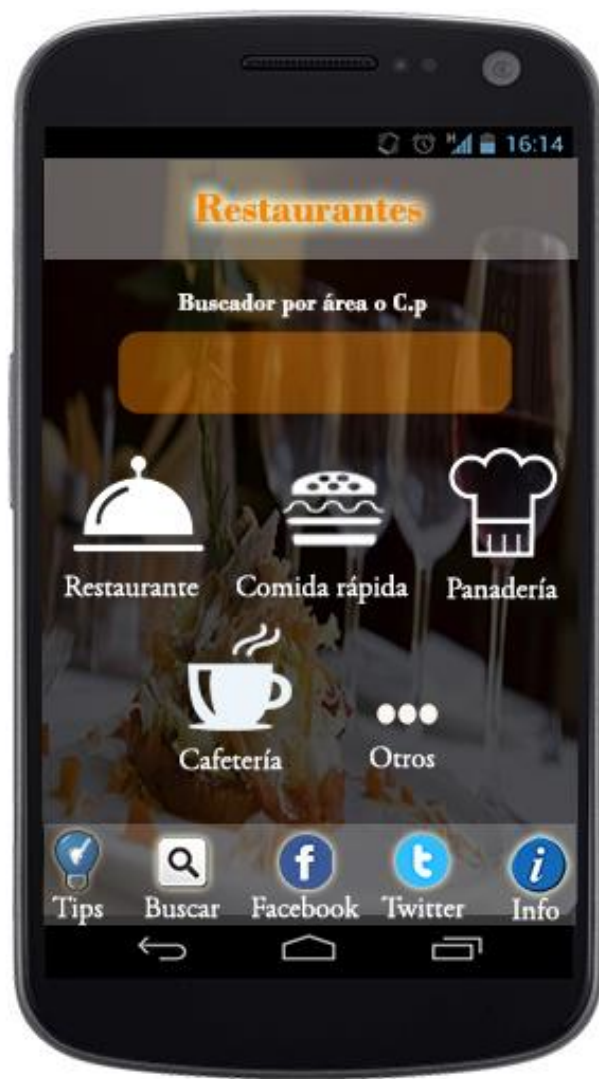 H
16:14
Restaurantes
Buscador por área o C.p
Restaurante Comida rápida Panadería
Cafetería Otros
f t i
Tips Buscar Facebook Twitter Info